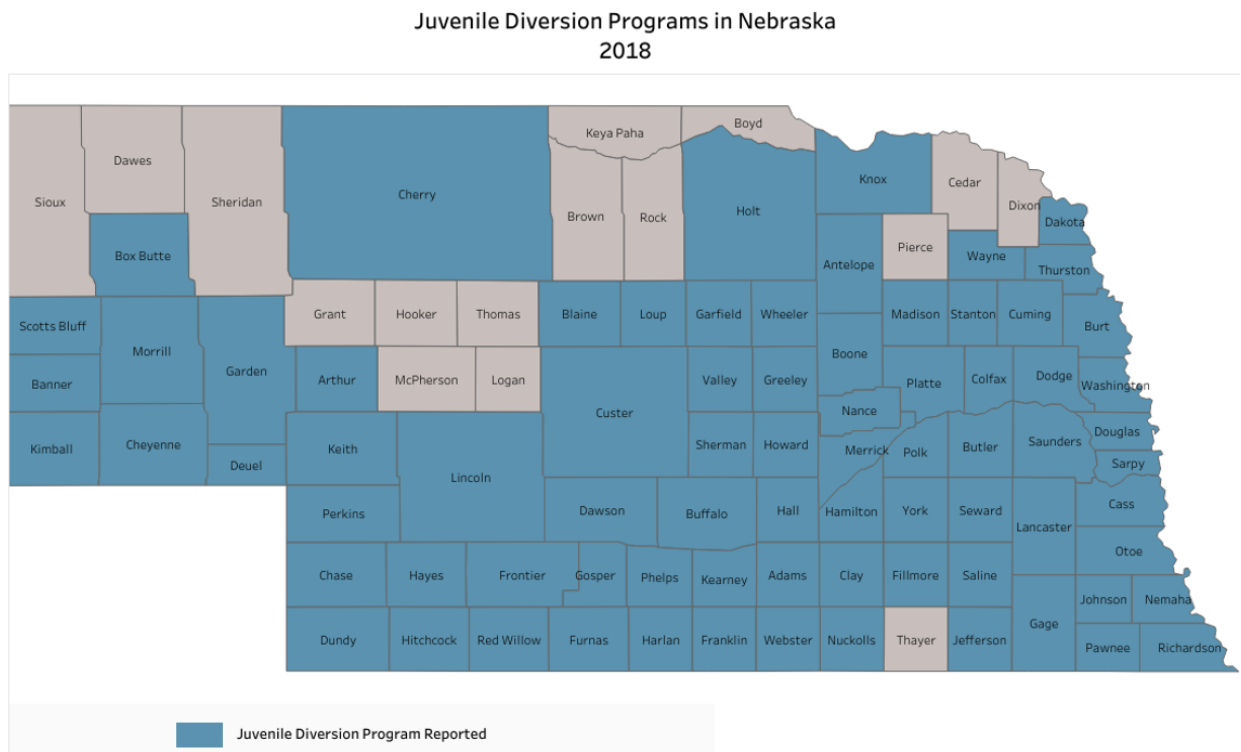 Juvenile Diversion Programs in Nebraska
2018
Boyd
Keya Paha
Dawes
Knox
Cedar
Cherry
Sioux
Sheridan
Dixon
Holt
Brown
Rock
Dakota
Pierce
Box Butte
Wayne
Antelope
Thurston
Grant
Hooker
Thomas
Blaine
Loup
Garfield
Wheeler
Madison
Stanton
Cuming
Scotts Bluff
Burt
Morrill
Boone
Garden
Arthur
McPherson
Logan
Valley
Greeley
Platte
Colfax
Dodge
Banner
Washington
Custer
Nance
Douglas
Kimball
Cheyenne
Keith
Sherman
Howard
Merrick
Polk
Butler
Saunders
Deuel
Sarpy
Lincoln
Perkins
Dawson
Buffalo
Hall
Hamilton
York
Seward
Cass
Lancaster
Otoe
Chase
Hayes
Frontier
Gosper
Phelps
Kearney
Adams
Clay
Fillmore
Saline
Johnson
Nemaha
Gage
Dundy
Hitchcock
Red Willow
Furnas
Harlan
Franklin
Webster
Nuckolls
Thayer
Jefferson
Pawnee
Richardson
Juvenile Diversion Program Reported